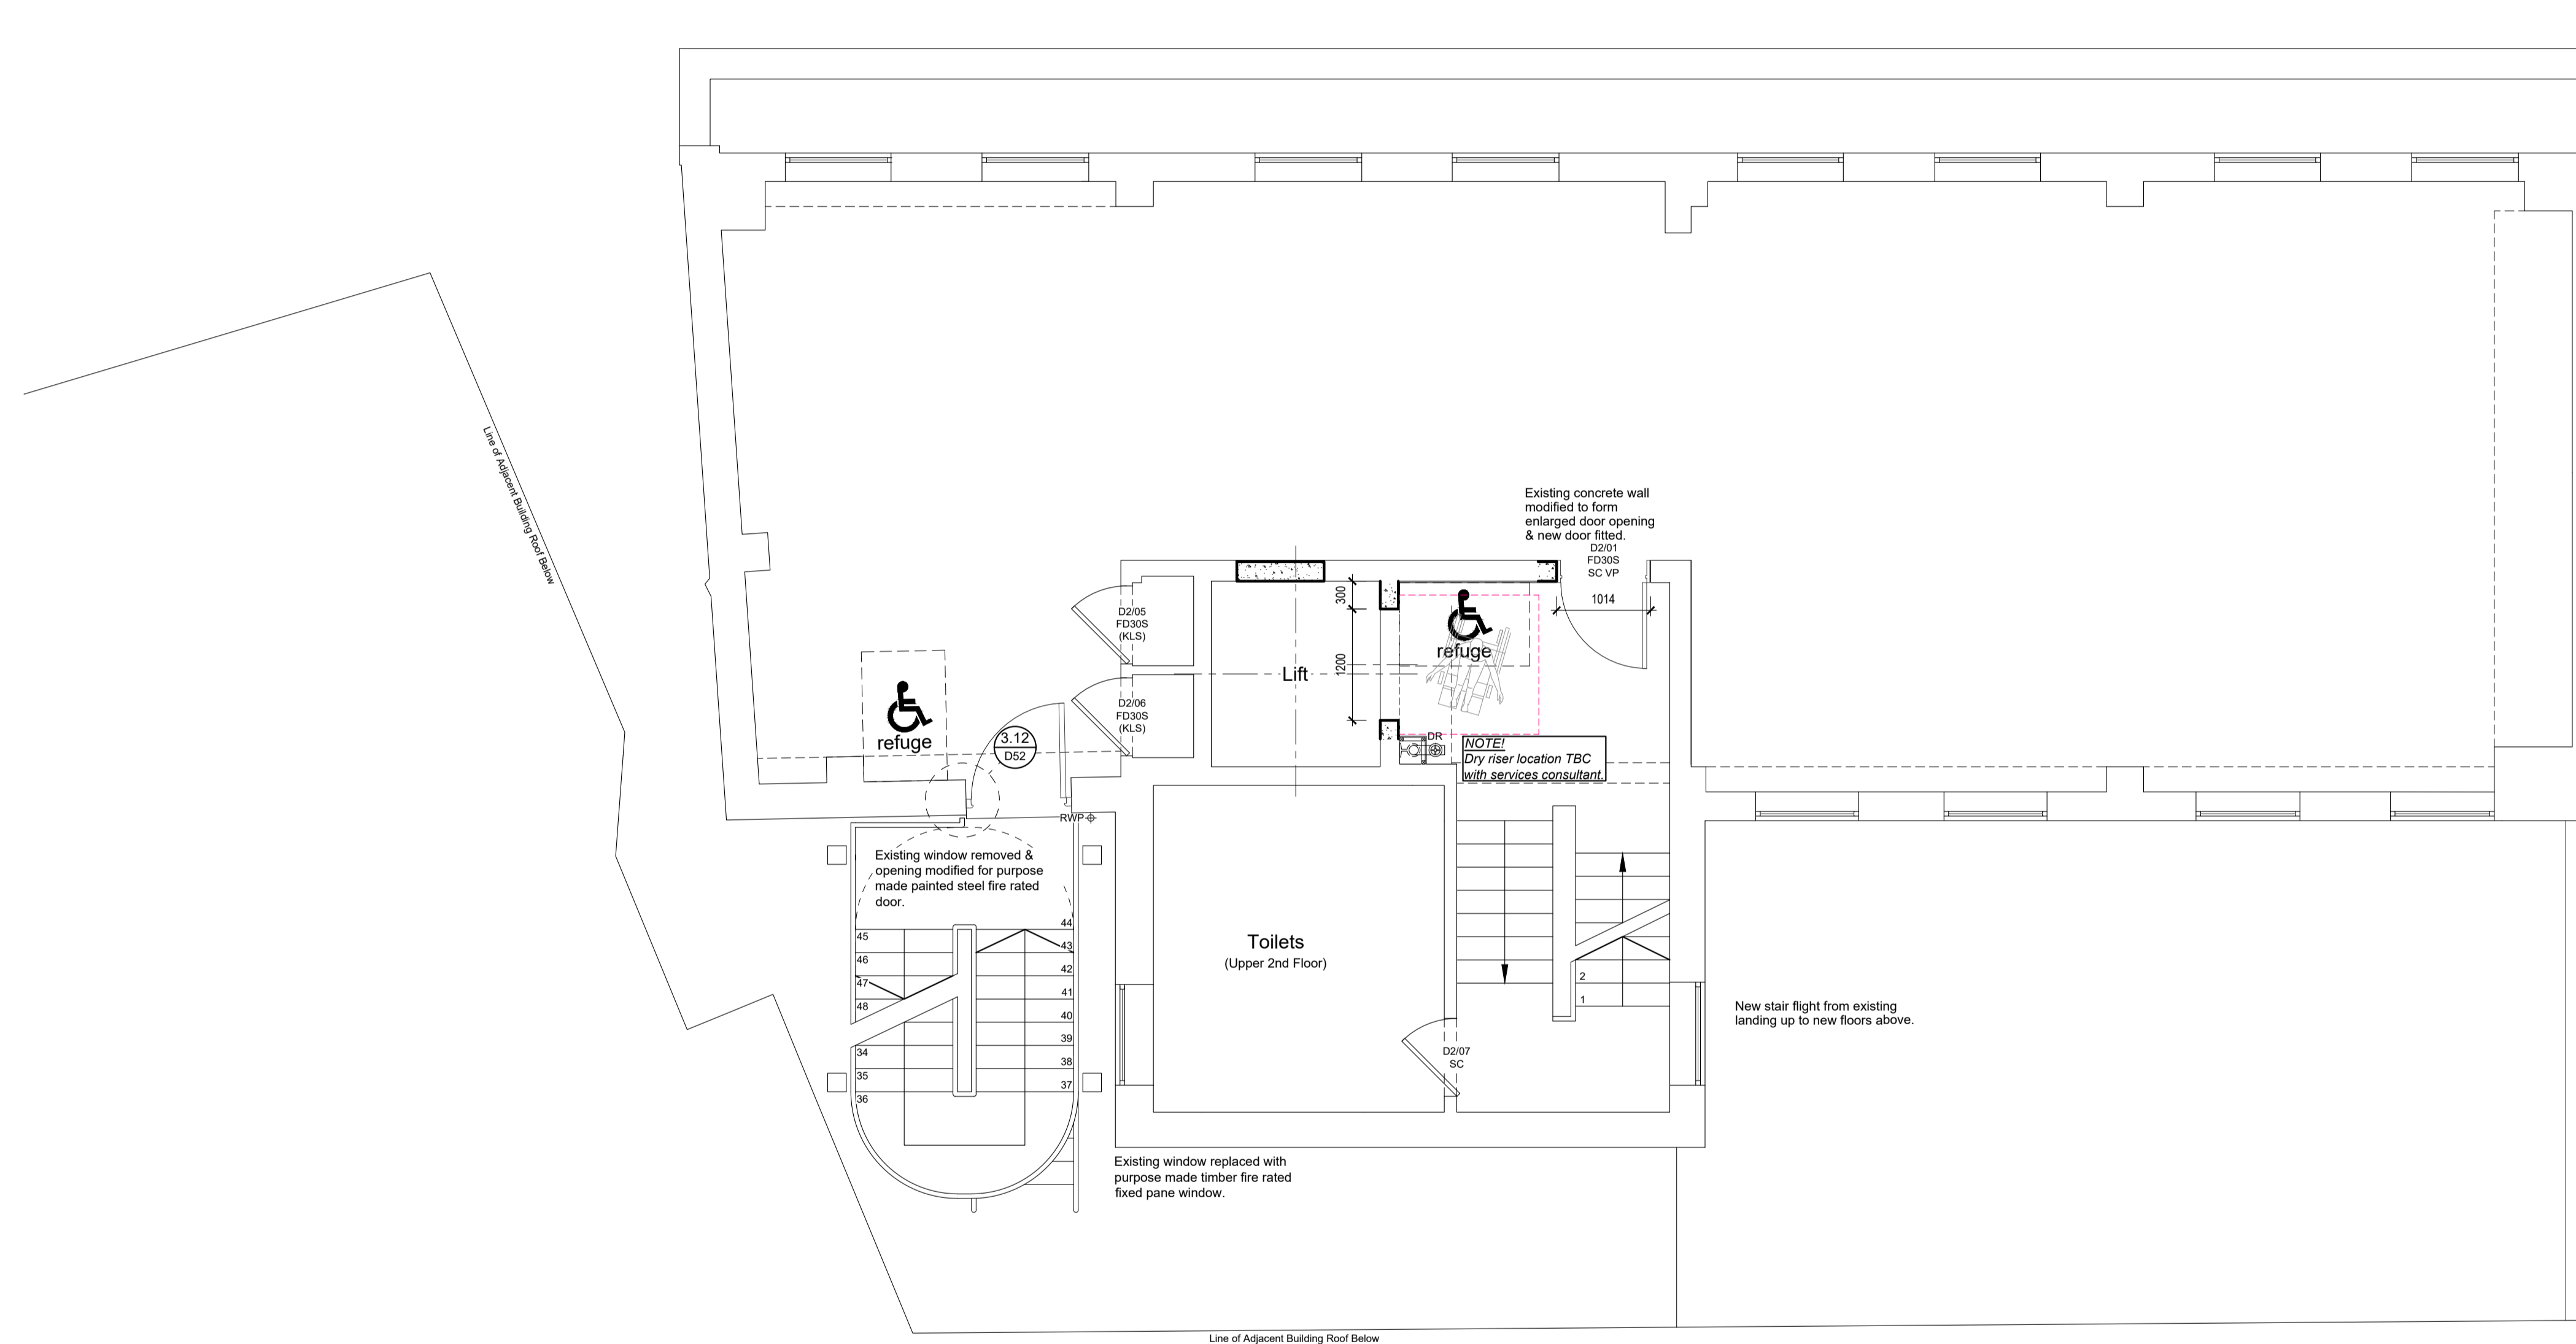 Line of Adjacent Building Roof Below
Existing concrete wall
modified to form
enlarged door opening
& new door fitted.
D2/01
FD30S
SC VP
1014
D2/05
FD30S
(KLS)
300
refuge
1200
Lift
D2/06
FD30S
(KLS)
refuge
3.12
D52
DR
NOTE!
Dry riser location TBC
with services consultant.
RWP
Existing window removed &
opening modified for purpose
made painted steel fire rated
door.
44
45
43
46
42
47
41
48
40
39
34
38
35
37
36
Toilets
(Upper 2nd Floor)
2
1
New stair flight from existing
landing up to new floors above.
D2/07
SC
Existing window replaced with
purpose made timber fire rated
fixed pane window.
Line of Adjacent Building Roof Below